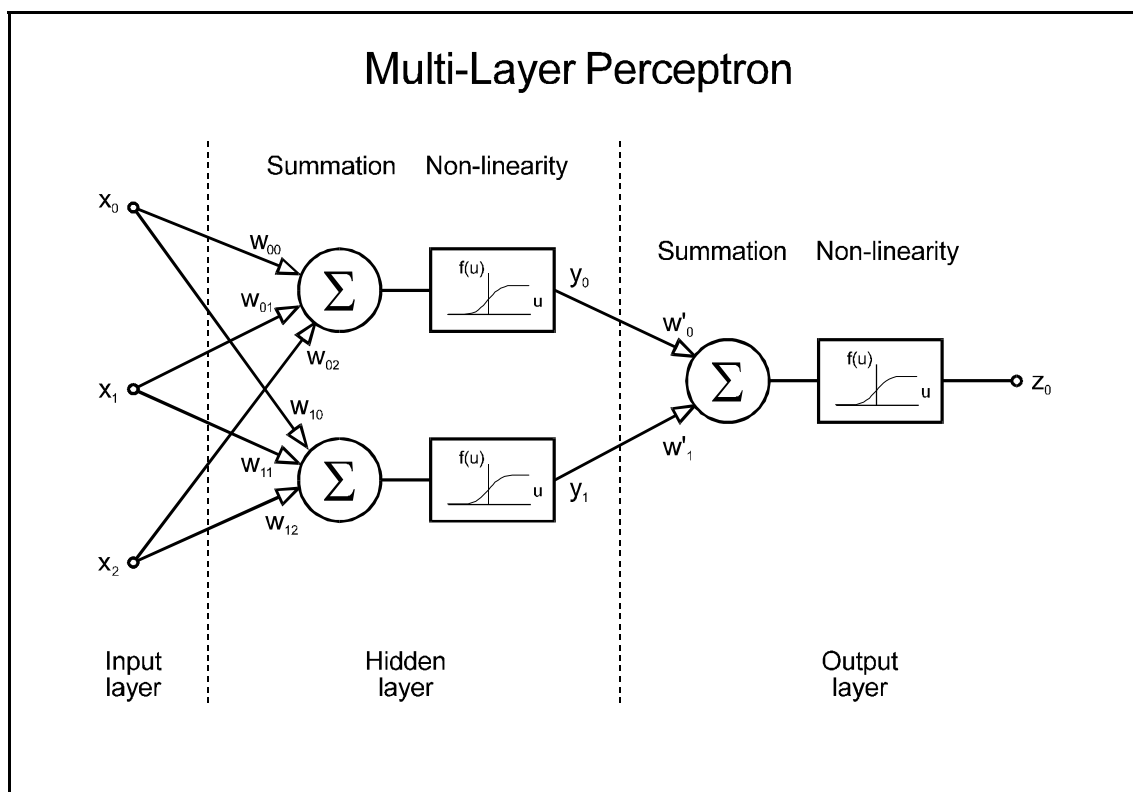 Multi-Layer Perceptron
Summation Non-linearity
x₀
w₀₀
Σ
f(u)
u
y₀
w₀₁
w₀₂
x₁
w₁₀
w₁₁
Σ
f(u)
u
y₁
w₁₂
x₂
Summation Non-linearity
w'₀
Σ
f(u)
u
z₀
w'₁
Input
layer
Hidden
layer
Output
layer